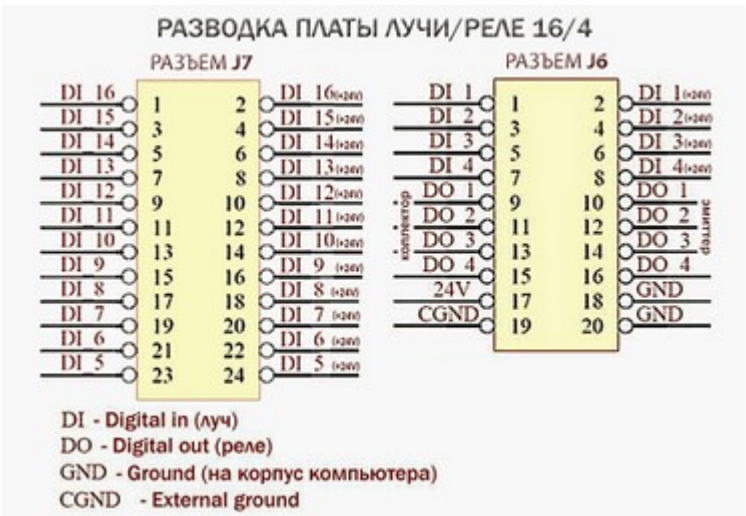 РАЗВОДКА ПЛАТЫ ЛУЧИ/РЕЛЕ 16/4
РАЗЪЕМ J7
DI 16 1 2 DI 16(+24V)
DI 15 3 4 DI 15(+24V)
DI 14 5 6 DI 14(+24V)
DI 13 7 8 DI 13(+24V)
DI 12 9 10 DI 12(+24V)
DI 11 11 12 DI 11(+24V)
DI 10 13 14 DI 10(+24V)
DI 9 15 16 DI 9 (+24V)
DI 8 17 18 DI 8 (+24V)
DI 7 19 20 DI 7 (+24V)
DI 6 21 22 DI 6 (+24V)
DI 5 23 24 DI 5 (+24V)
РАЗЪЕМ J6
DI 1 1 2 DI 1(+24V)
DI 2 3 4 DI 2(+24V)
DI 3 5 6 DI 3(+24V)
DI 4 7 8 DI 4(+24V)
DO 1 9 10 DO 1
DO 2 11 12 DO 2
DO 3 13 14 DO 3
DO 4 15 16 DO 4
24V 17 18 GND
CGND 19 20 GND
коллектор
эмиттер
DI - Digital in (луч)
DO - Digital out (реле)
GND - Ground (на корпус компьютера)
CGND - External ground